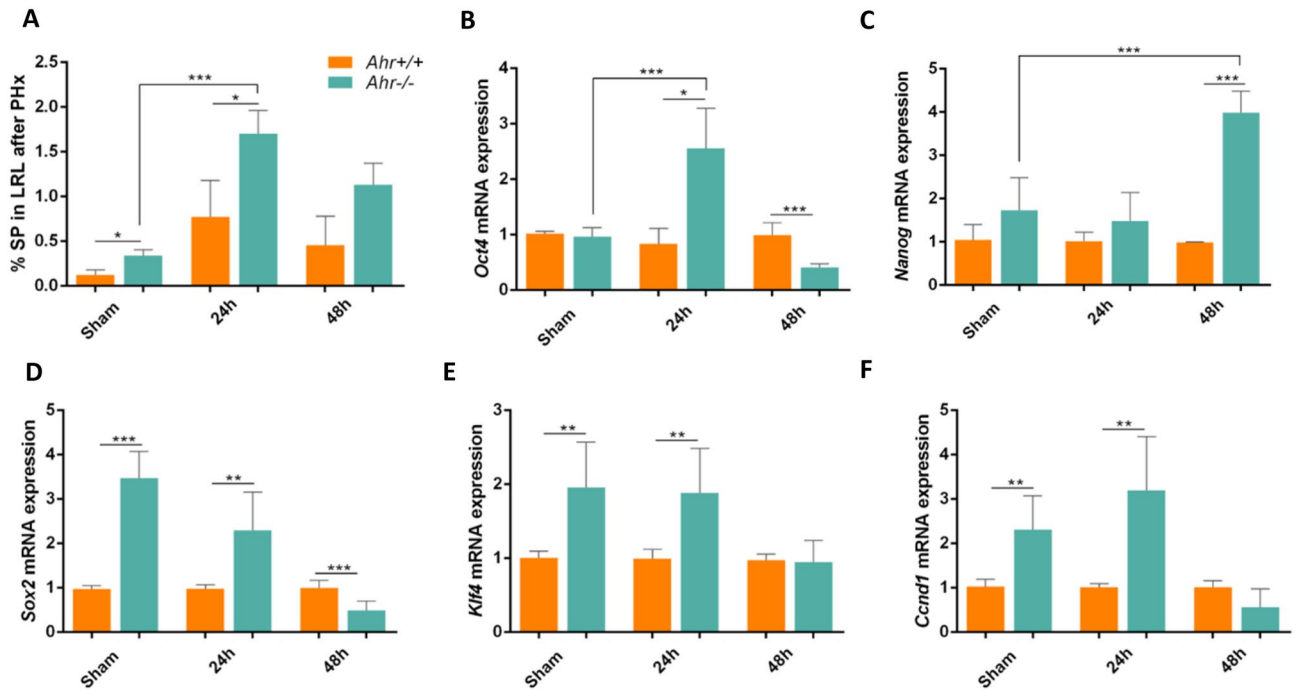 A
% SP in LRL after PHx
2.5
2.0
1.5
1.0
0.5
0.0
Ahr+/+
Ahr-/-
***
*
*
Sham
24h
48h
B
Oct4 mRNA expression
4
3
2
1
0
***
*
***
Sham
24h
48h
C
Nanog mRNA expression
5
4
3
2
1
0
***
***
Sham
24h
48h
D
Sox2 mRNA expression
5
4
3
2
1
0
***
**
***
Sham
24h
48h
E
Klf4 mRNA expression
3
2
1
0
**
**
Sham
24h
48h
F
Ccnd1 mRNA expression
5
4
3
2
1
0
**
**
Sham
24h
48h